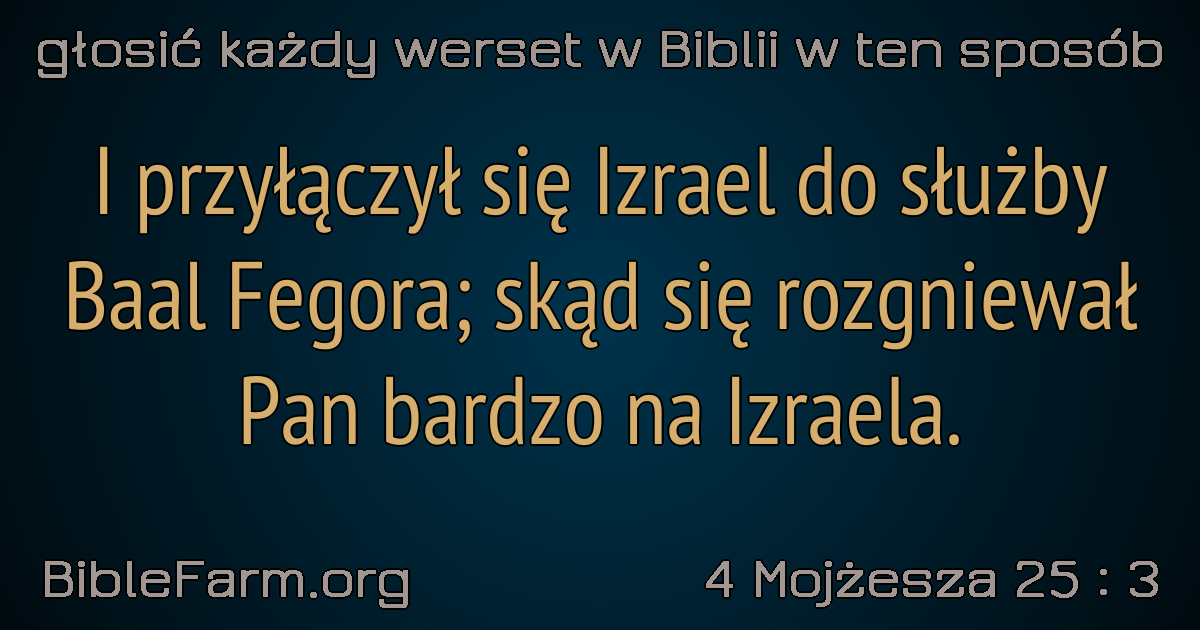 głosić każdy werset w Biblii w ten sposób
I przyłączył się Izrael do służby
Baal Fegora; skąd się rozgniewał
Pan bardzo na Izraela.
BibleFarm.org
4 Mojżesza 25 : 3